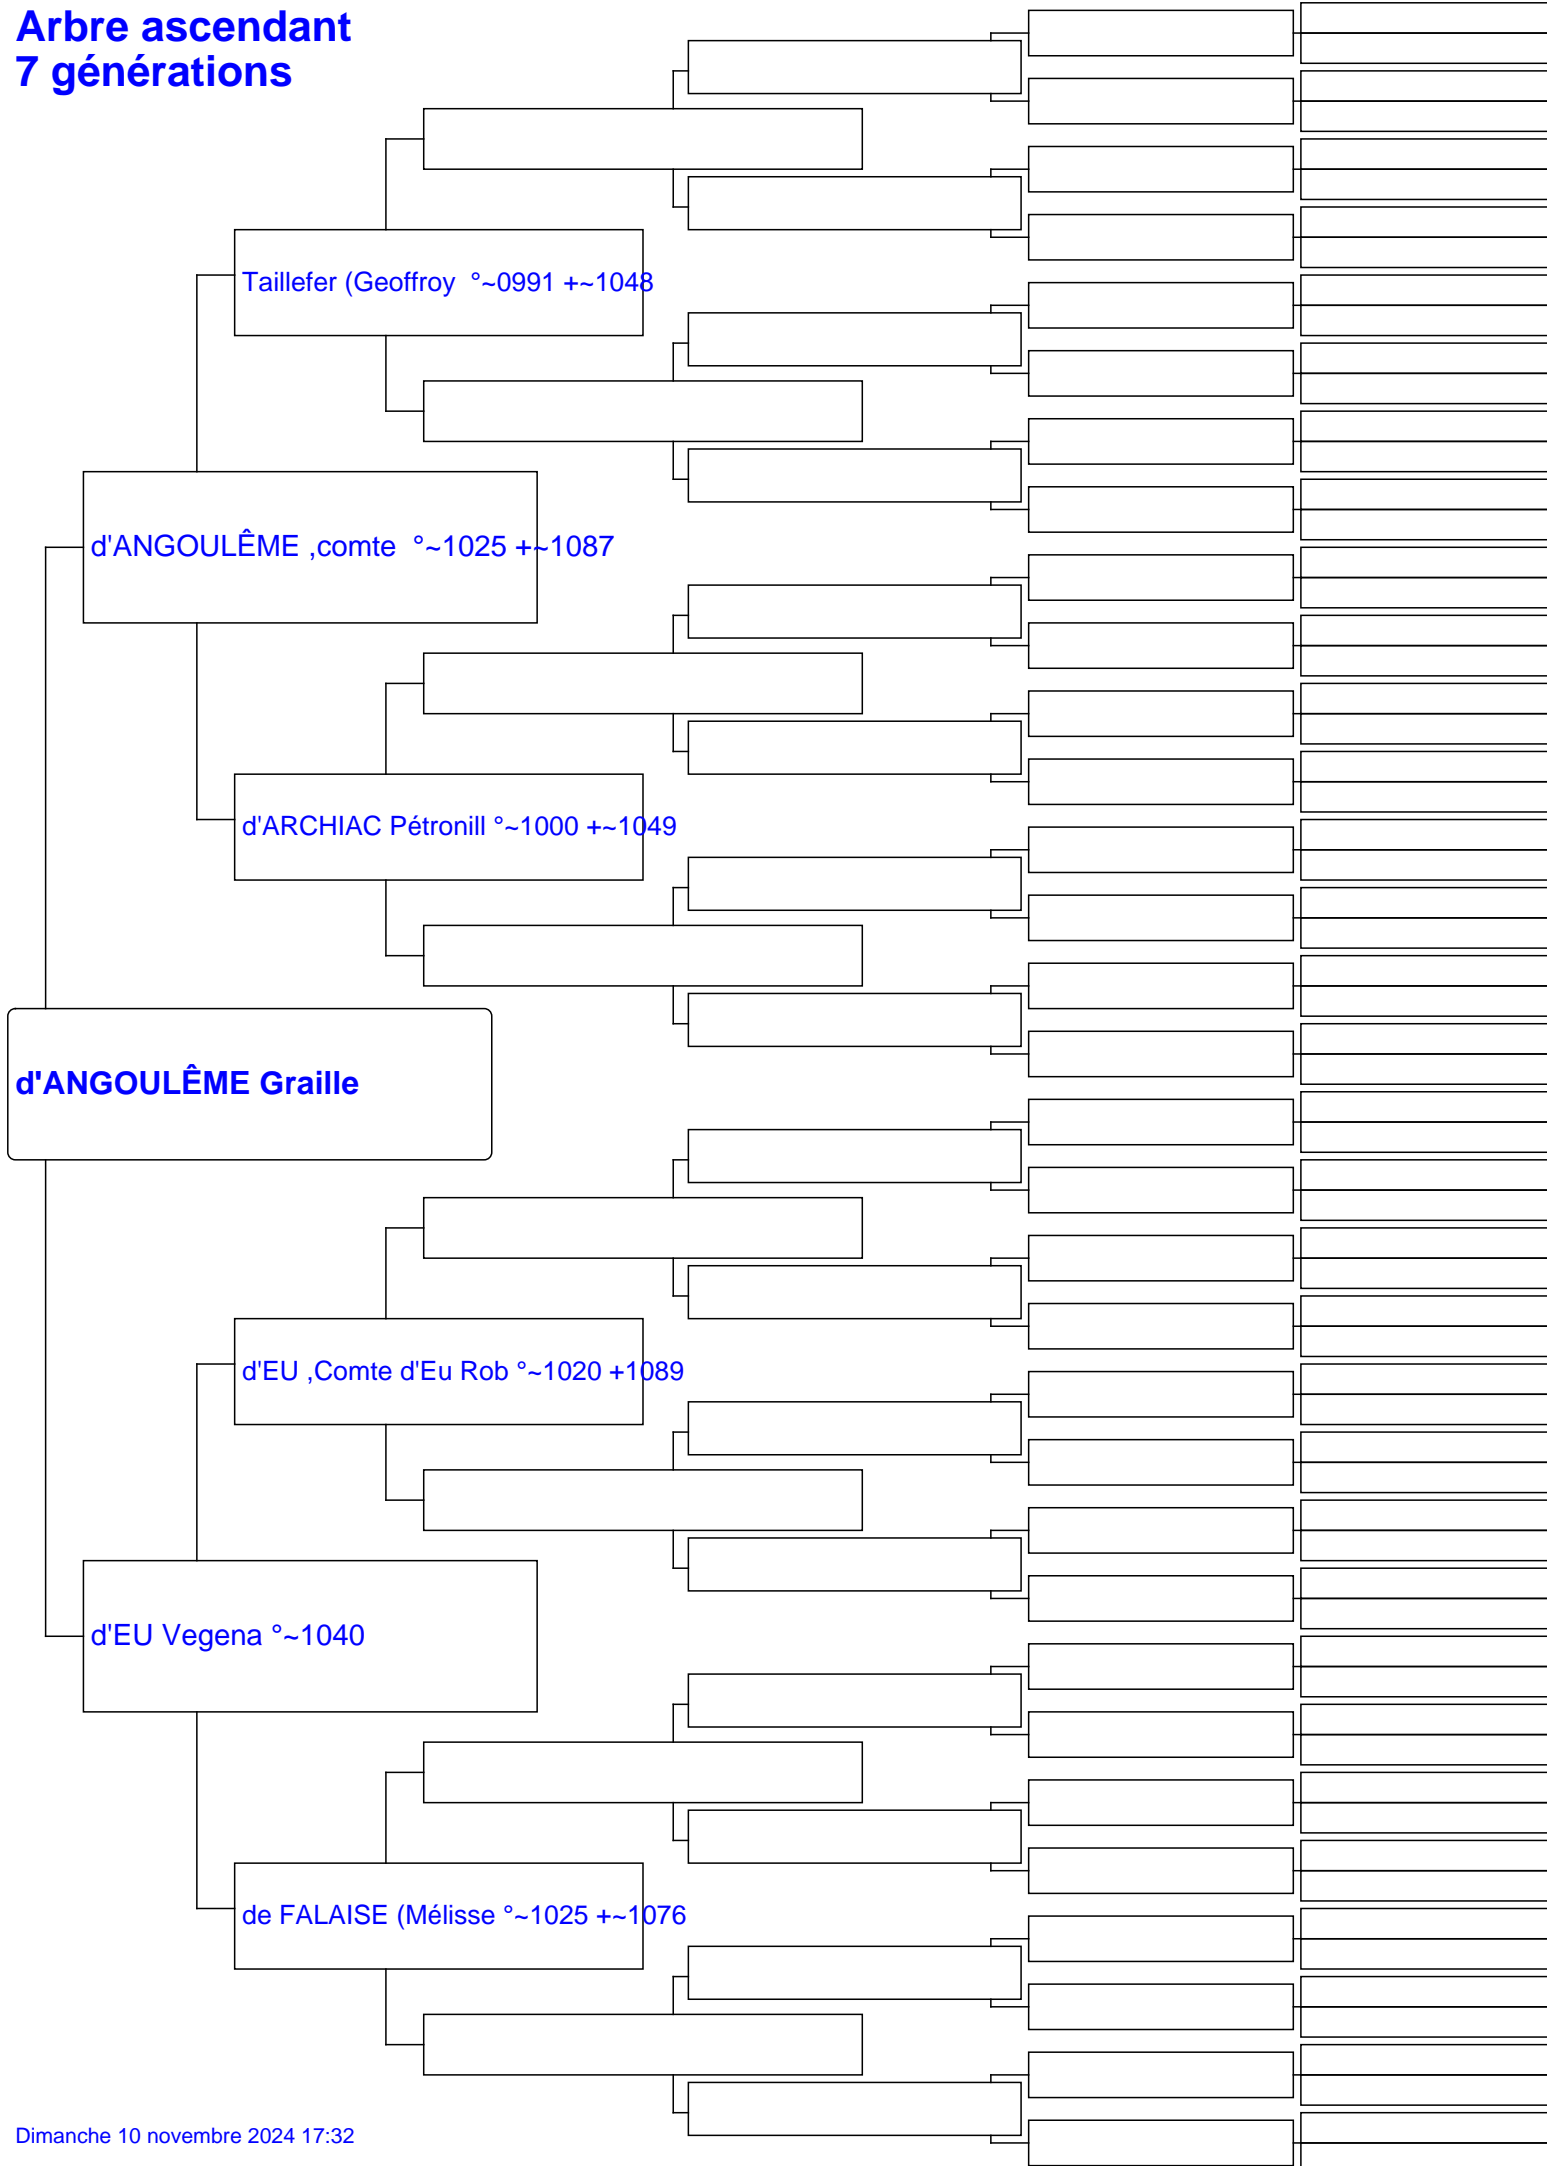 Arbre ascendant
7 générations
Taillefer (Geoffroy  °~0991 +~1048
d'ANGOULÊME ,comte  °~1025 +~1087
d'ARCHIAC Pétronill °~1000 +~1049
d'ANGOULÊME Graille
d'EU ,Comte d'Eu Rob °~1020 +1089
d'EU Vegena °~1040
de FALAISE (Mélisse °~1025 +~1076
Dimanche 10 novembre 2024 17:32